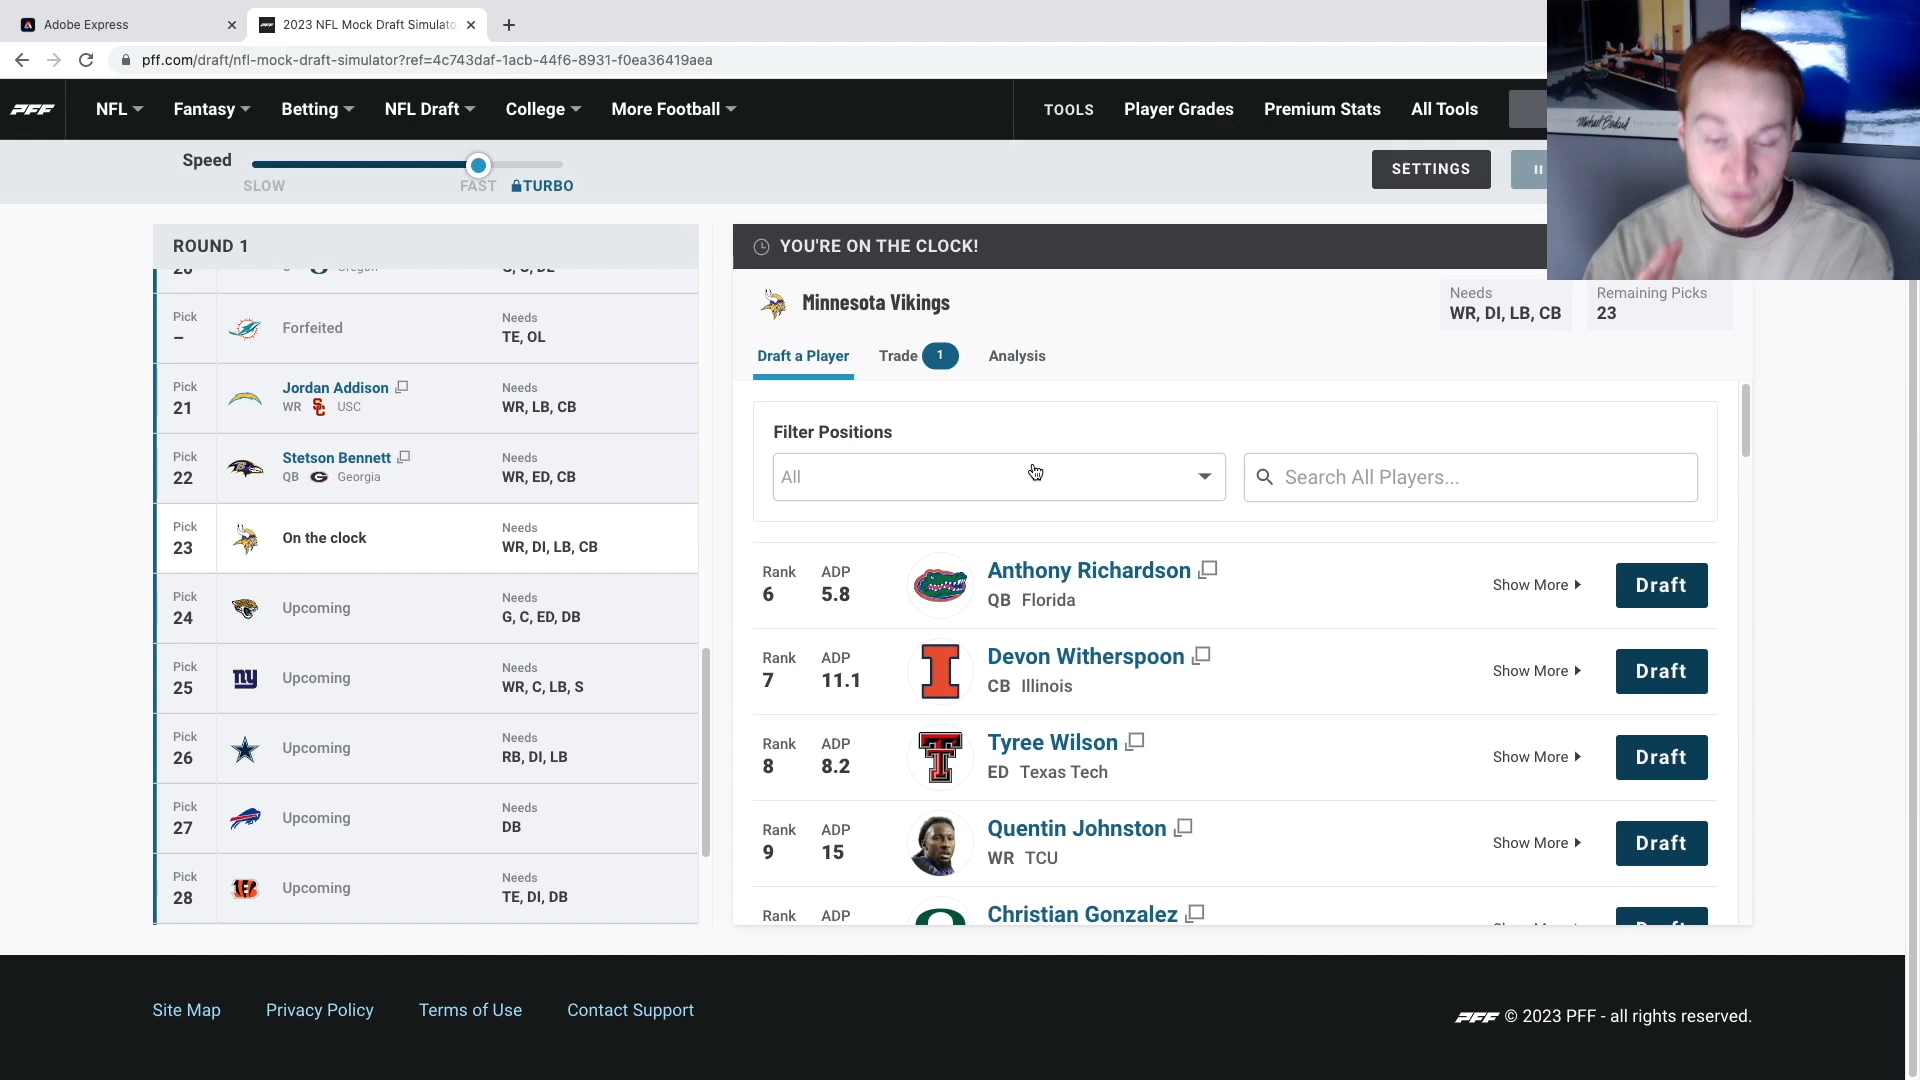 Adobe Express
2023 NFL Mock Draft Simulato
pff.com/draft/nfl-mock-draft-simulator?ref=4c743daf-1acb-44f6-8931-f0ea36419aea
PFF
NFL
Fantasy
Betting
NFL Draft
College
More Football
TOOLS
Player Grades
Premium Stats
All Tools
Michael Bedard
Speed
SLOW
FAST
TURBO
SETTINGS
ROUND 1
20
Oregon
Pick
–
Forfeited
Needs
TE, OL
Pick
21
Jordan Addison
WR USC
Needs
WR, LB, CB
Pick
22
Stetson Bennett
QB Georgia
Needs
WR, ED, CB
Pick
23
On the clock
Needs
WR, DI, LB, CB
Pick
24
Upcoming
Needs
G, C, ED, DB
Pick
25
ny
Upcoming
Needs
WR, C, LB, S
Pick
26
Upcoming
Needs
RB, DI, LB
Pick
27
Upcoming
Needs
DB
Pick
28
Upcoming
Needs
TE, DI, DB
YOU'RE ON THE CLOCK!
Minnesota Vikings
Needs
WR, DI, LB, CB
Remaining Picks
23
Draft a Player
Trade 1
Analysis
Filter Positions
All
Search All Players...
Rank ADP
6 5.8
Anthony Richardson
QB Florida
Show More
Draft
Rank ADP
7 11.1
Devon Witherspoon
CB Illinois
Show More
Draft
Rank ADP
8 8.2
Tyree Wilson
ED Texas Tech
Show More
Draft
Rank ADP
9 15
Quentin Johnston
WR TCU
Show More
Draft
Rank ADP
Christian Gonzalez
Draft
Site Map
Privacy Policy
Terms of Use
Contact Support
PFF © 2023 PFF - all rights reserved.